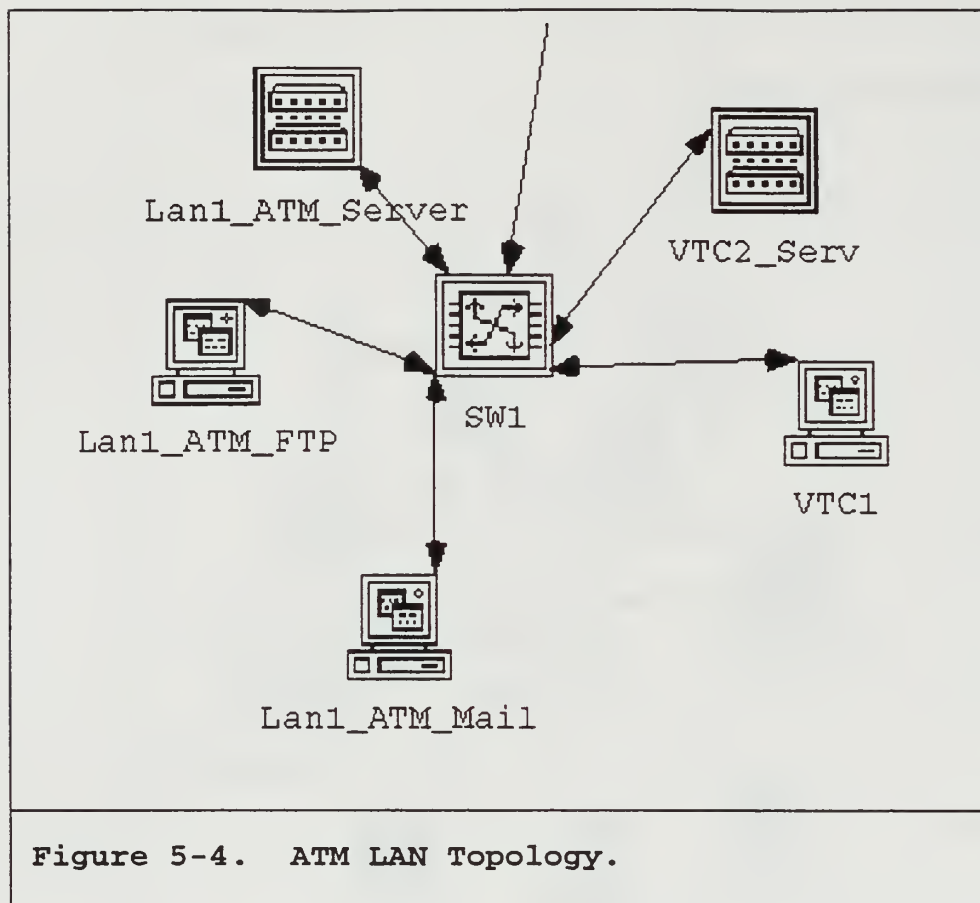 Lan1_ATM_Server
VTC2_Serv
SW1
Lan1_ATM_FTP
VTC1
Lan1_ATM_Mail
Figure 5-4. ATM LAN Topology.